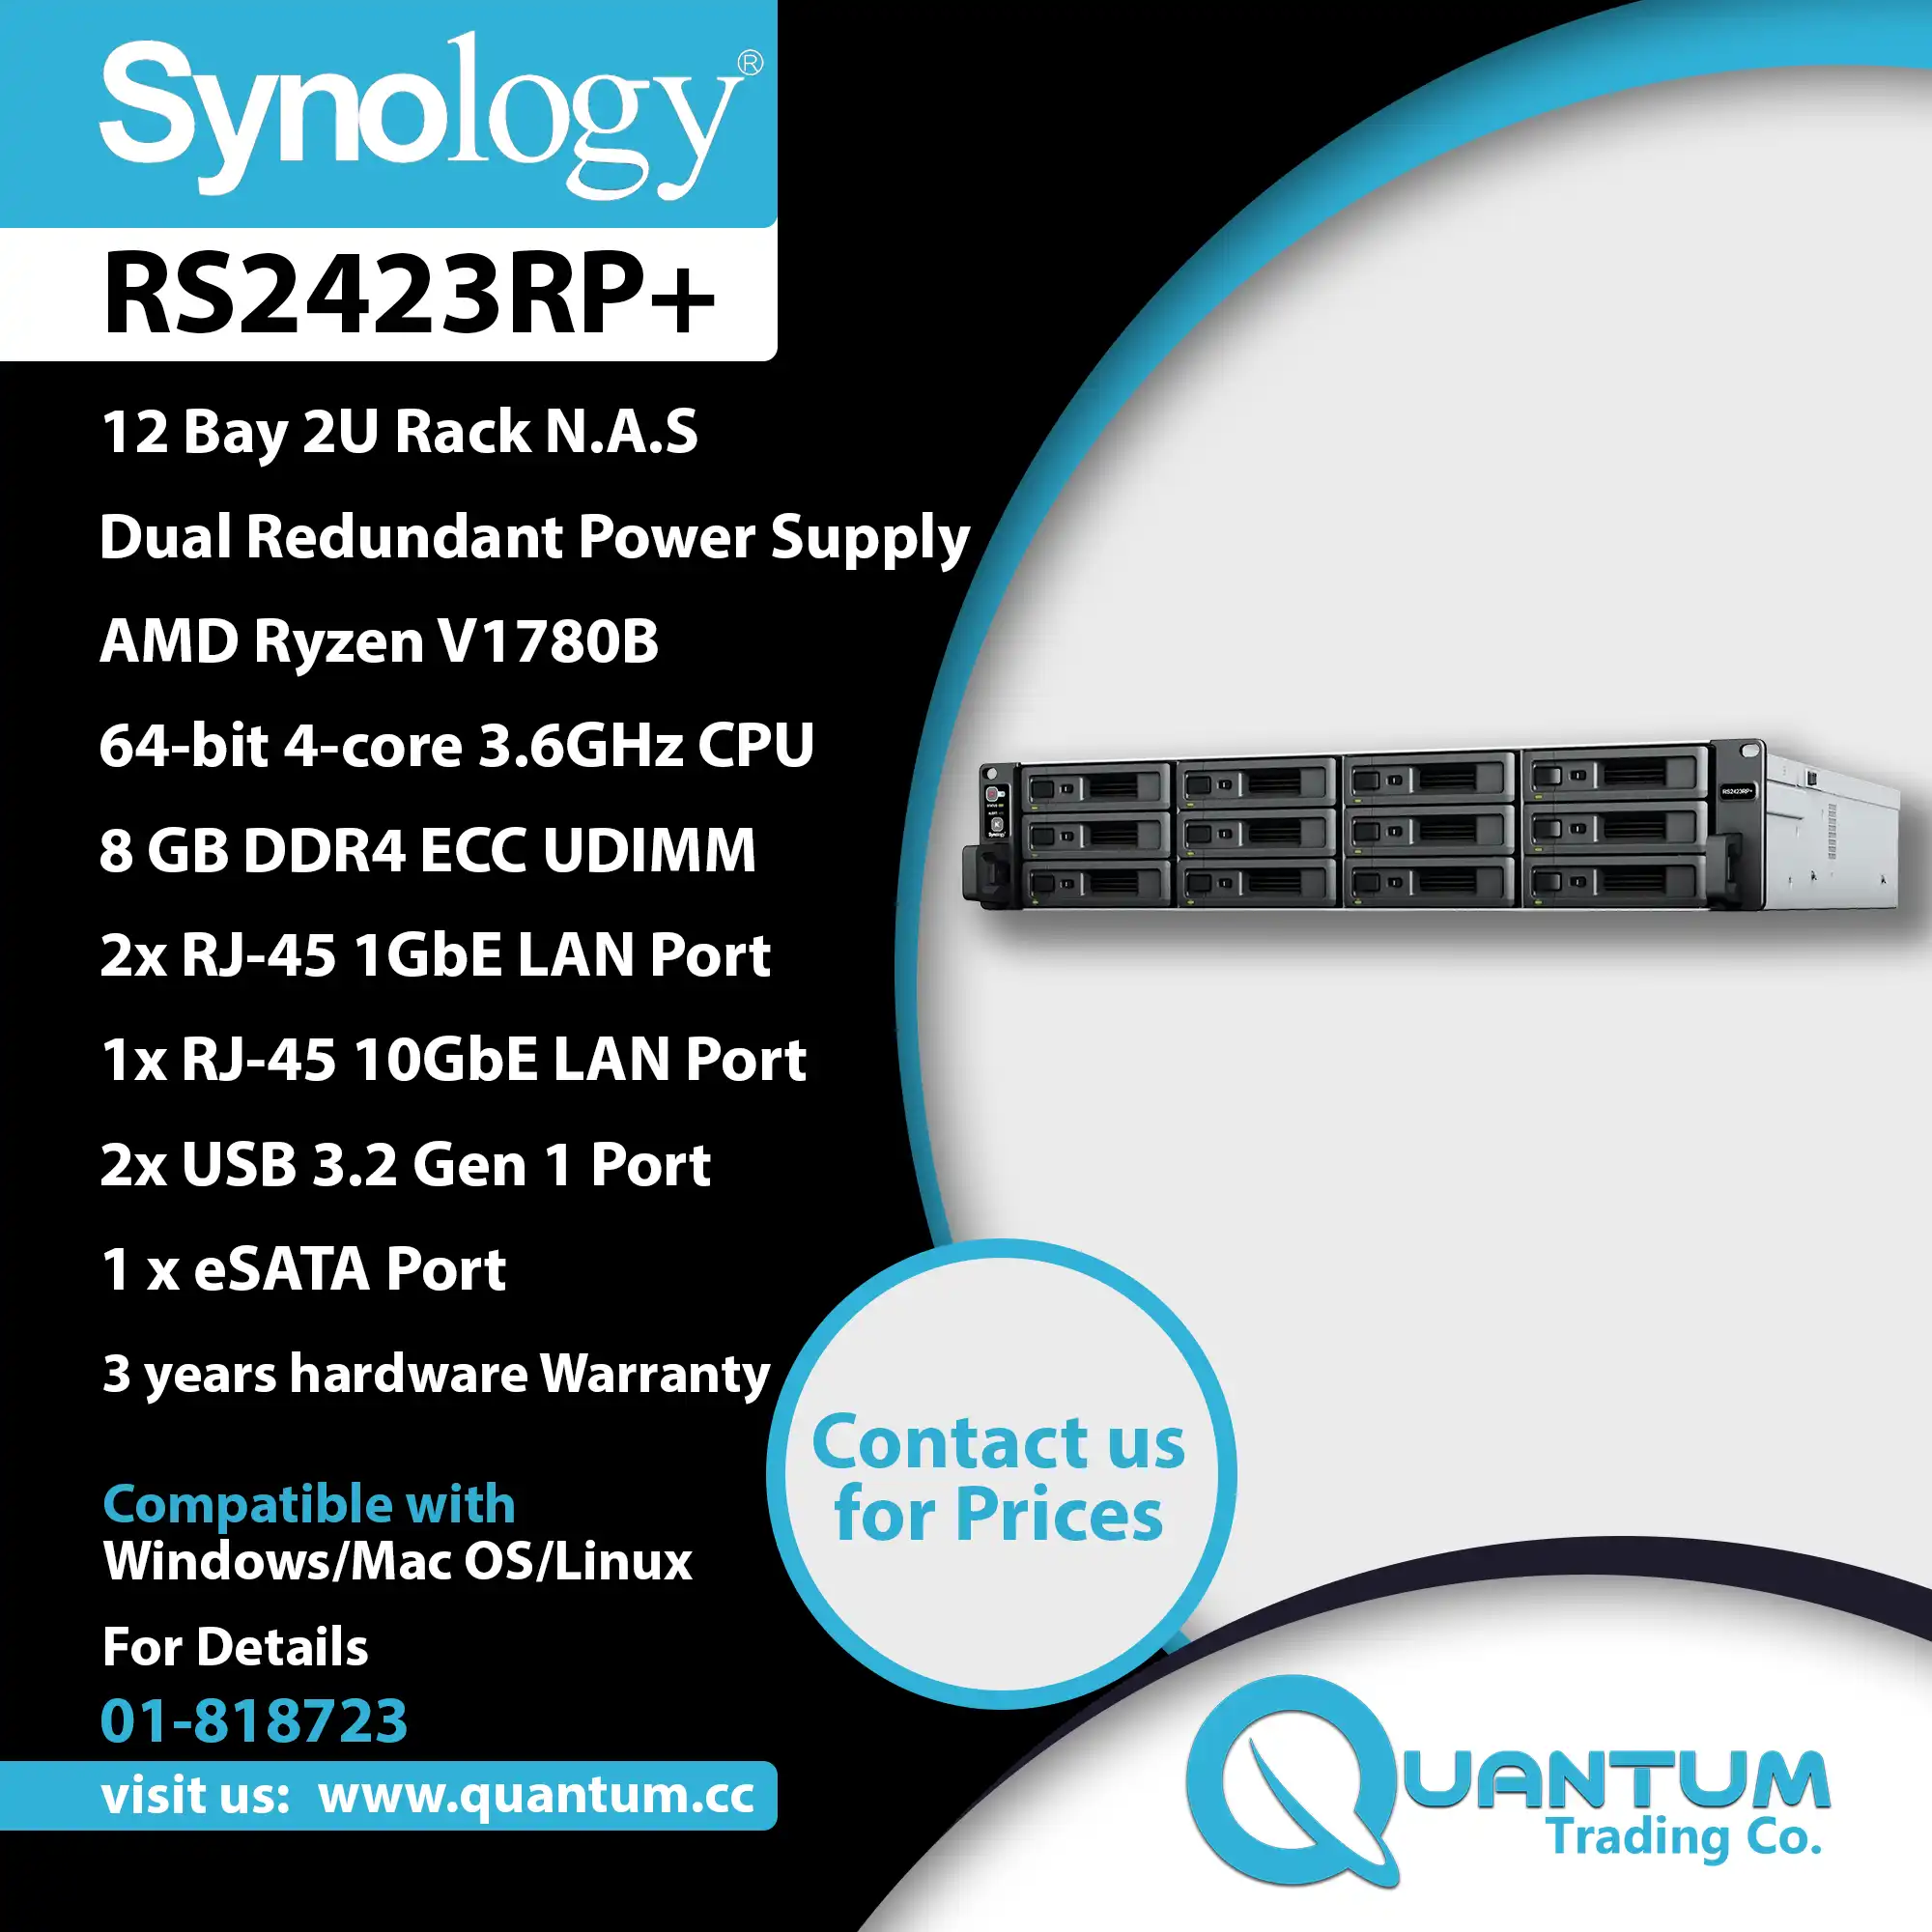 Synology®
RS2423RP+
12 Bay 2U Rack N.A.S
Dual Redundant Power Supply
AMD Ryzen V1780B
64-bit 4-core 3.6GHz CPU
8 GB DDR4 ECC UDIMM
2x RJ-45 1GbE LAN Port
1x RJ-45 10GbE LAN Port
2x USB 3.2 Gen 1 Port
1 x eSATA Port
3 years hardware Warranty
Compatible with
Windows/Mac OS/Linux
For Details
01-818723
visit us: www.quantum.cc
RS2423RP+
Synology
Contact us
for Prices
QUANTUM
Trading Co.